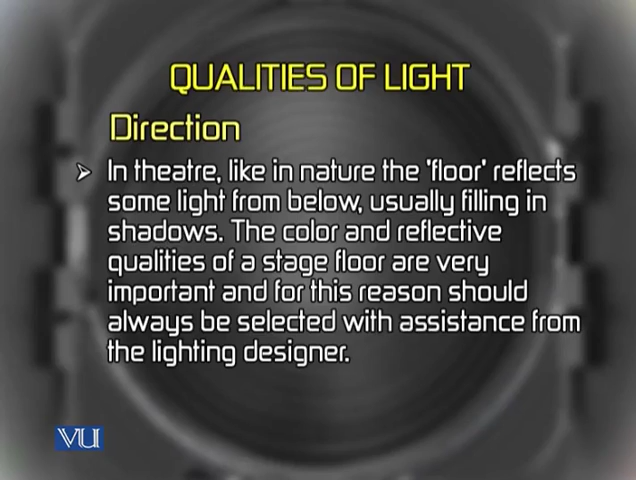 QUALITIES OF LIGHT
Direction
In theatre, like in nature the 'floor' reflects
some light from below, usually filling in
shadows. The color and reflective
qualities of a stage floor are very
important and for this reason should
always be selected with assistance from
the lighting designer.
VU